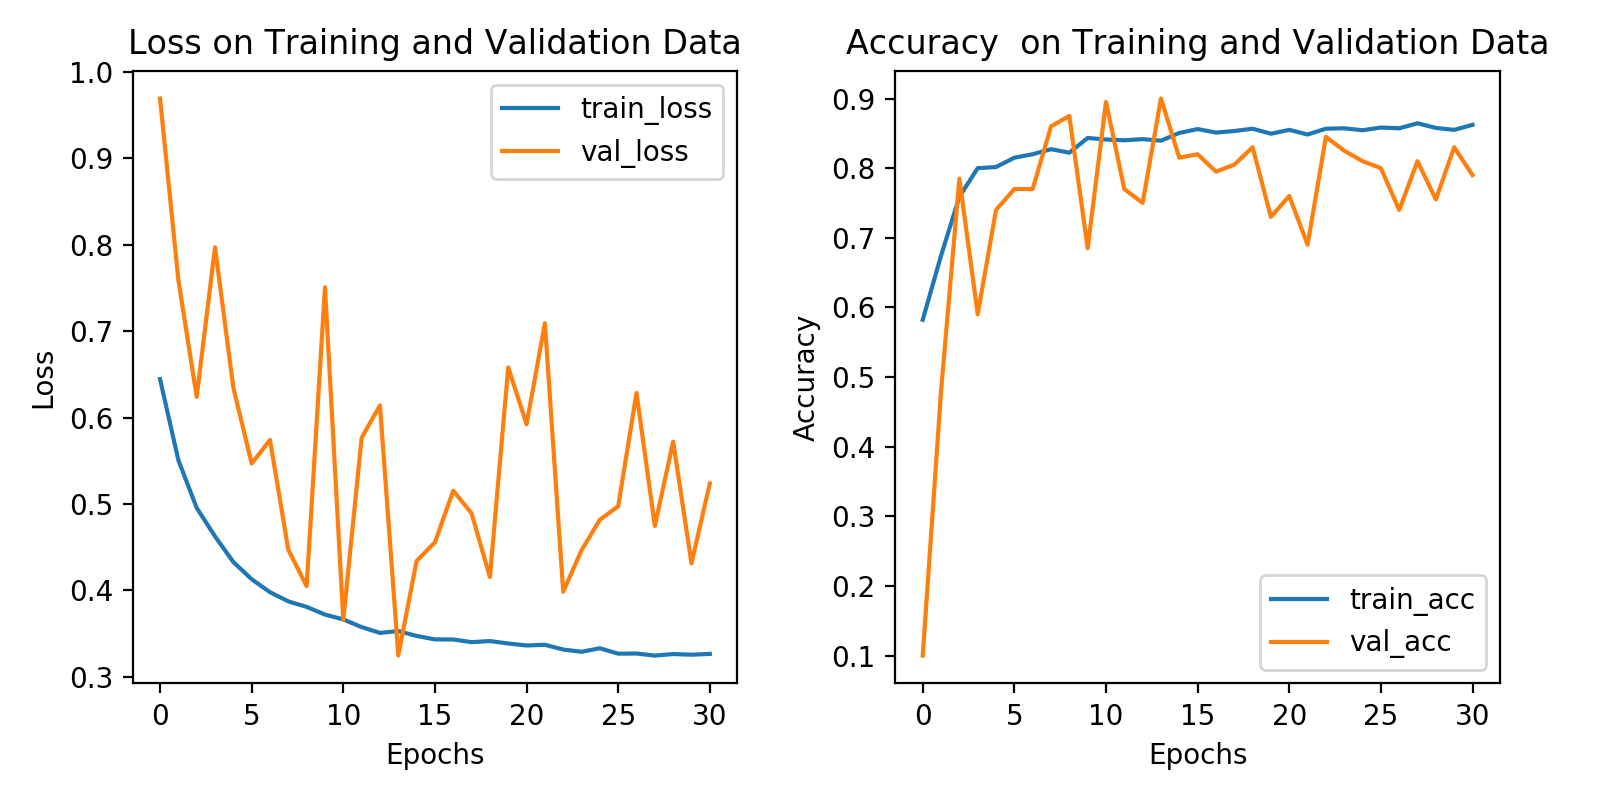 Loss on Training and Validation Data
1.0
0.9
0.8
0.7
0.6
0.5
0.4
0.3
Loss
train_loss
val_loss
0 5 10 15 20 25 30
Epochs
Accuracy  on Training and Validation Data
0.9
0.8
0.7
0.6
0.5
0.4
0.3
0.2
0.1
Accuracy
train_acc
val_acc
0 5 10 15 20 25 30
Epochs